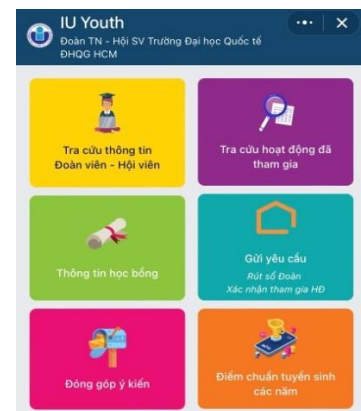 IU Youth
Đoàn TN - Hội SV Trường Đại học Quốc tế
ĐHQG HCM
Tra cứu thông tin
Đoàn viên - Hội viên
Tra cứu hoạt động đã
tham gia
Thông tin học bổng
Gửi yêu cầu
Rút sổ Đoàn
Xác nhận tham gia HĐ
Đóng góp ý kiến
Điểm chuẩn tuyển sinh
các năm